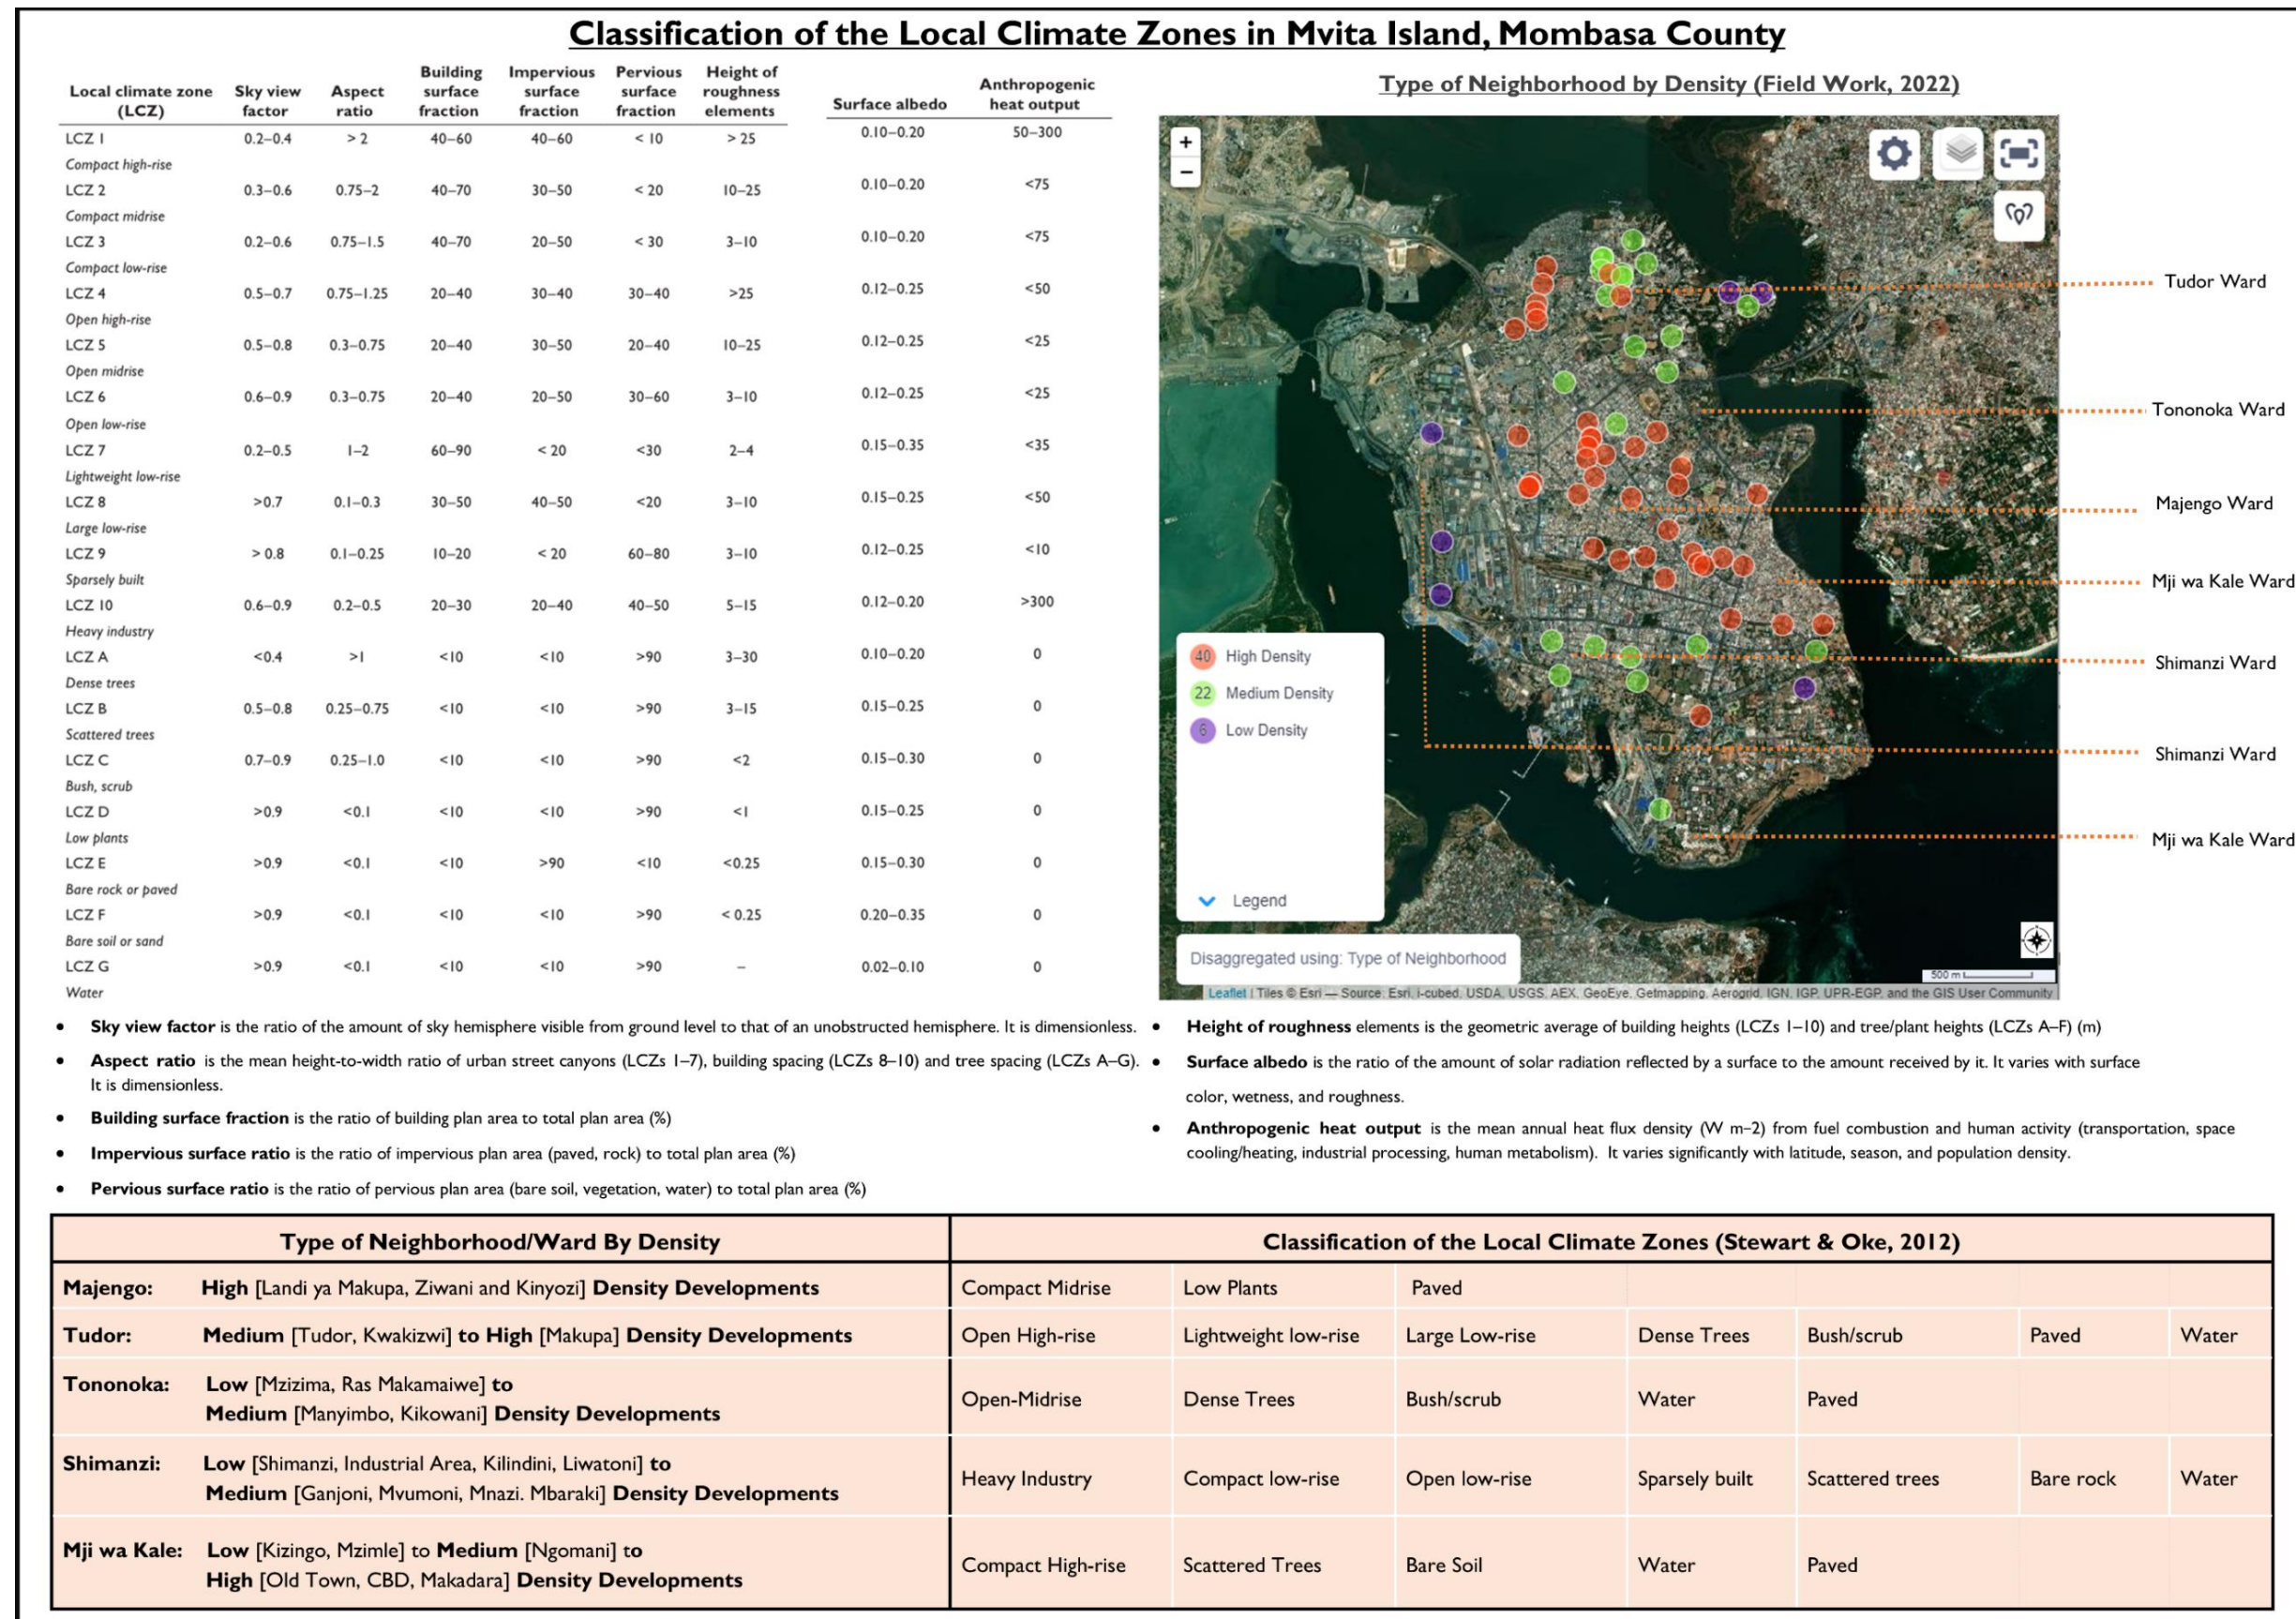 Classification of the Local Climate Zones in Mvita Island, Mombasa County
Local climate zone (LCZ) Sky view factor Aspect ratio Building surface fraction Impervious surface fraction Pervious surface fraction Height of roughness elements Surface albedo Anthropogenic heat output
LCZ 1 0.2–0.4 > 2 40–60 40–60 < 10 > 25 0.10–0.20 50–300
Compact high-rise
LCZ 2 0.3–0.6 0.75–2 40–70 30–50 < 20 10–25 0.10–0.20 <75
Compact midrise
LCZ 3 0.2–0.6 0.75–1.5 40–70 20–50 < 30 3–10 0.10–0.20 <75
Compact low-rise
LCZ 4 0.5–0.7 0.75–1.25 20–40 30–40 30–40 >25 0.12–0.25 <50
Open high-rise
LCZ 5 0.5–0.8 0.3–0.75 20–40 30–50 20–40 10–25 0.12–0.25 <25
Open midrise
LCZ 6 0.6–0.9 0.3–0.75 20–40 20–50 30–60 3–10 0.12–0.25 <25
Open low-rise
LCZ 7 0.2–0.5 1–2 60–90 < 20 <30 2–4 0.15–0.35 <35
Lightweight low-rise
LCZ 8 >0.7 0.1–0.3 30–50 40–50 <20 3–10 0.15–0.25 <50
Large low-rise
LCZ 9 > 0.8 0.1–0.25 10–20 < 20 60–80 3–10 0.12–0.25 <10
Sparsely built
LCZ 10 0.6–0.9 0.2–0.5 20–30 20–40 40–50 5–15 0.12–0.20 >300
Heavy industry
LCZ A <0.4 >1 <10 <10 >90 3–30 0.10–0.20 0
Dense trees
LCZ B 0.5–0.8 0.25–0.75 <10 <10 >90 3–15 0.15–0.25 0
Scattered trees
LCZ C 0.7–0.9 0.25–1.0 <10 <10 >90 <2 0.15–0.30 0
Bush, scrub
LCZ D >0.9 <0.1 <10 <10 >90 <1 0.15–0.25 0
Low plants
LCZ E >0.9 <0.1 <10 >90 <10 <0.25 0.15–0.30 0
Bare rock or paved
LCZ F >0.9 <0.1 <10 <10 >90 < 0.25 0.20–0.35 0
Bare soil or sand
LCZ G >0.9 <0.1 <10 <10 >90 – 0.02–0.10 0
Water
Type of Neighborhood by Density (Field Work, 2022)
+
−
40 High Density
22 Medium Density
6 Low Density
Legend
Disaggregated using: Type of Neighborhood
500 m
Leaflet | Tiles © Esri — Source: Esri, i-cubed, USDA, USGS, AEX, GeoEye, Getmapping, Aerogrid, IGN, IGP, UPR-EGP, and the GIS User Community
Tudor Ward
Tononoka Ward
Majengo Ward
Mji wa Kale Ward
Shimanzi Ward
Shimanzi Ward
Mji wa Kale Ward
• Sky view factor is the ratio of the amount of sky hemisphere visible from ground level to that of an unobstructed hemisphere. It is dimensionless.
• Aspect ratio is the mean height-to-width ratio of urban street canyons (LCZs 1–7), building spacing (LCZs 8–10) and tree spacing (LCZs A–G).
It is dimensionless.
• Building surface fraction is the ratio of building plan area to total plan area (%)
• Impervious surface ratio is the ratio of impervious plan area (paved, rock) to total plan area (%)
• Pervious surface ratio is the ratio of pervious plan area (bare soil, vegetation, water) to total plan area (%)
• Height of roughness elements is the geometric average of building heights (LCZs 1–10) and tree/plant heights (LCZs A–F) (m)
• Surface albedo is the ratio of the amount of solar radiation reflected by a surface to the amount received by it. It varies with surface
color, wetness, and roughness.
• Anthropogenic heat output is the mean annual heat flux density (W m–2) from fuel combustion and human activity (transportation, space
cooling/heating, industrial processing, human metabolism). It varies significantly with latitude, season, and population density.
Type of Neighborhood/Ward By Density Classification of the Local Climate Zones (Stewart & Oke, 2012)
Majengo: High [Landi ya Makupa, Ziwani and Kinyozi] Density Developments Compact Midrise Low Plants Paved
Tudor: Medium [Tudor, Kwakizwi] to High [Makupa] Density Developments Open High-rise Lightweight low-rise Large Low-rise Dense Trees Bush/scrub Paved Water
Tononoka: Low [Mzizima, Ras Makamaiwe] to
Medium [Manyimbo, Kikowani] Density Developments Open-Midrise Dense Trees Bush/scrub Water Paved
Shimanzi: Low [Shimanzi, Industrial Area, Kilindini, Liwatoni] to
Medium [Ganjoni, Mvumoni, Mnazi. Mbaraki] Density Developments Heavy Industry Compact low-rise Open low-rise Sparsely built Scattered trees Bare rock Water
Mji wa Kale: Low [Kizingo, Mzimle] to Medium [Ngomani] to
High [Old Town, CBD, Makadara] Density Developments Compact High-rise Scattered Trees Bare Soil Water Paved